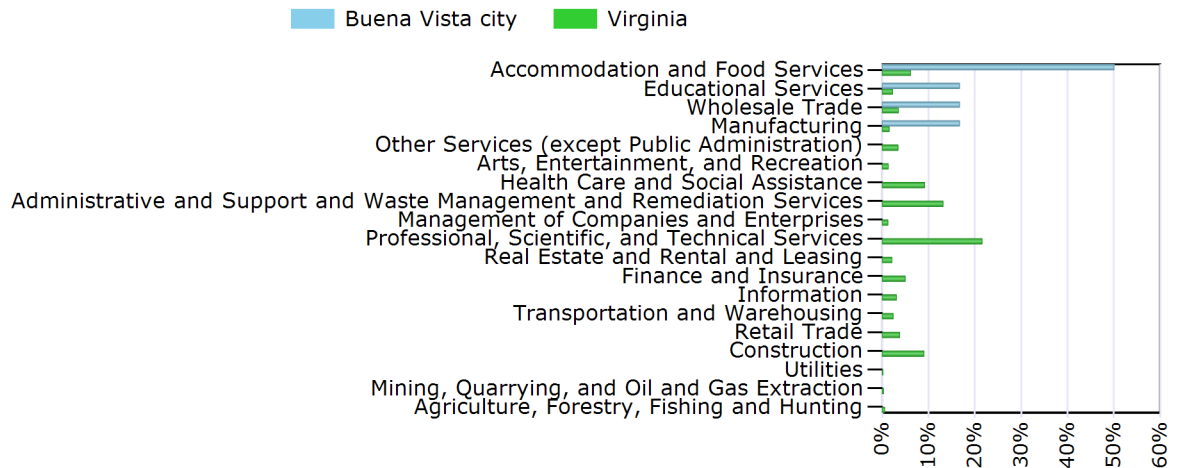 Buena Vista city Virginia
Accommodation and Food Services
Educational Services
Wholesale Trade
Manufacturing
Other Services (except Public Administration)
Arts, Entertainment, and Recreation
Health Care and Social Assistance
Administrative and Support and Waste Management and Remediation Services
Management of Companies and Enterprises
Professional, Scientific, and Technical Services
Real Estate and Rental and Leasing
Finance and Insurance
Information
Transportation and Warehousing
Retail Trade
Construction
Utilities
Mining, Quarrying, and Oil and Gas Extraction
Agriculture, Forestry, Fishing and Hunting
0% 10% 20% 30% 40% 50% 60%